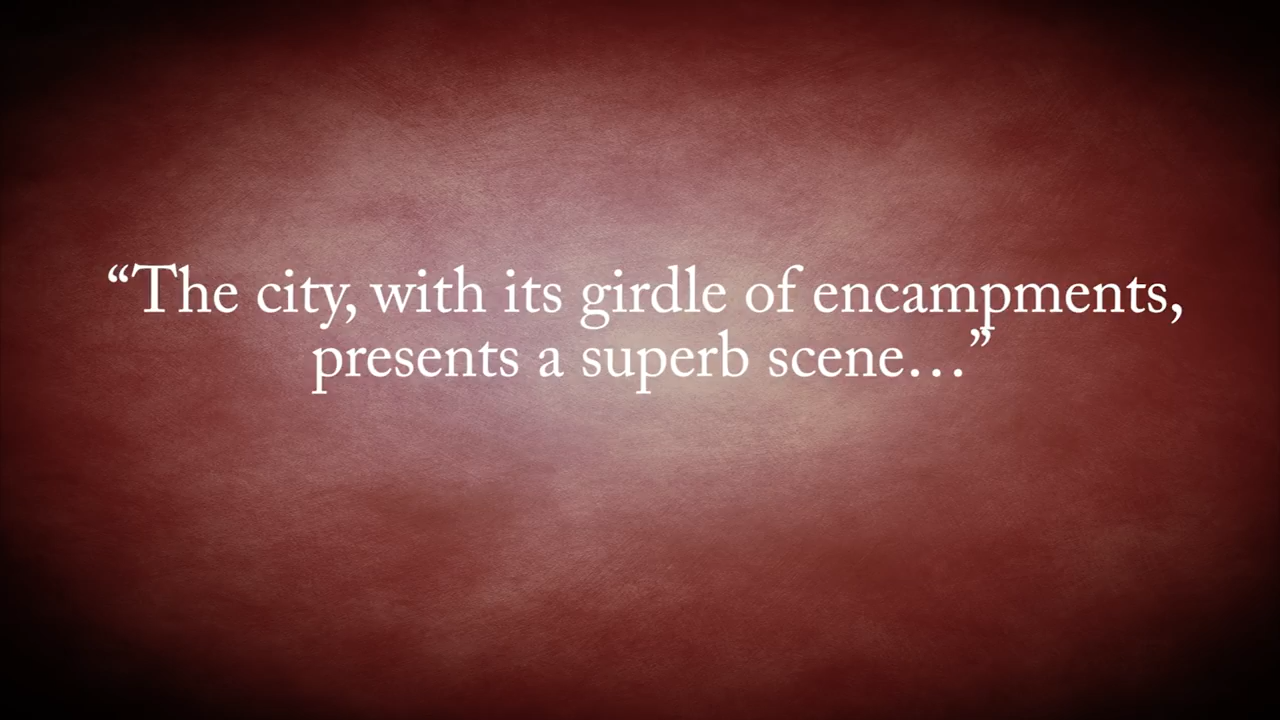 “The city, with its girdle of encampments,
presents a superb scene…”